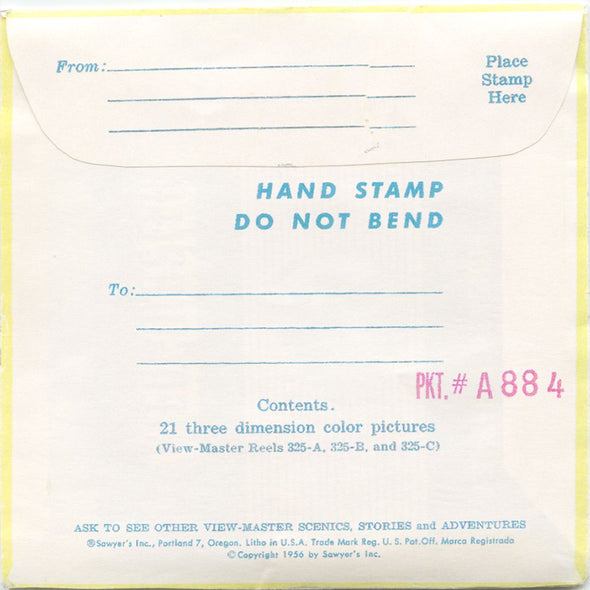 From:
Place
Stamp
Here
HAND STAMP
DO NOT BEND
To:
PKT. # A 884
Contents.
21 three dimension color pictures
(View-Master Reels 325-A, 325-B, and 325-C)
ASK TO SEE OTHER VIEW-MASTER SCENICS, STORIES and ADVENTURES
®Sawyer's Inc., Portland 7, Oregon. Litho in U.S.A. Trade Mark Reg. U. S. Pat. Off. Marca Registrada
©Copyright 1956 by Sawyer's Inc.